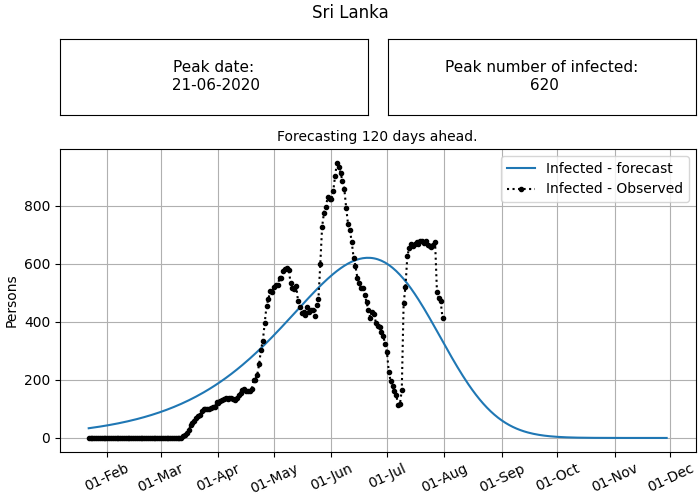 Sri Lanka
Peak date:
21-06-2020
Peak number of infected:
620
Forecasting 120 days ahead.
Infected - forecast
Infected - Observed
Persons
800
600
400
200
0
01-Feb
01-Mar
01-Apr
01-May
01-Jun
01-Jul
01-Aug
01-Sep
01-Oct
01-Nov
01-Dec